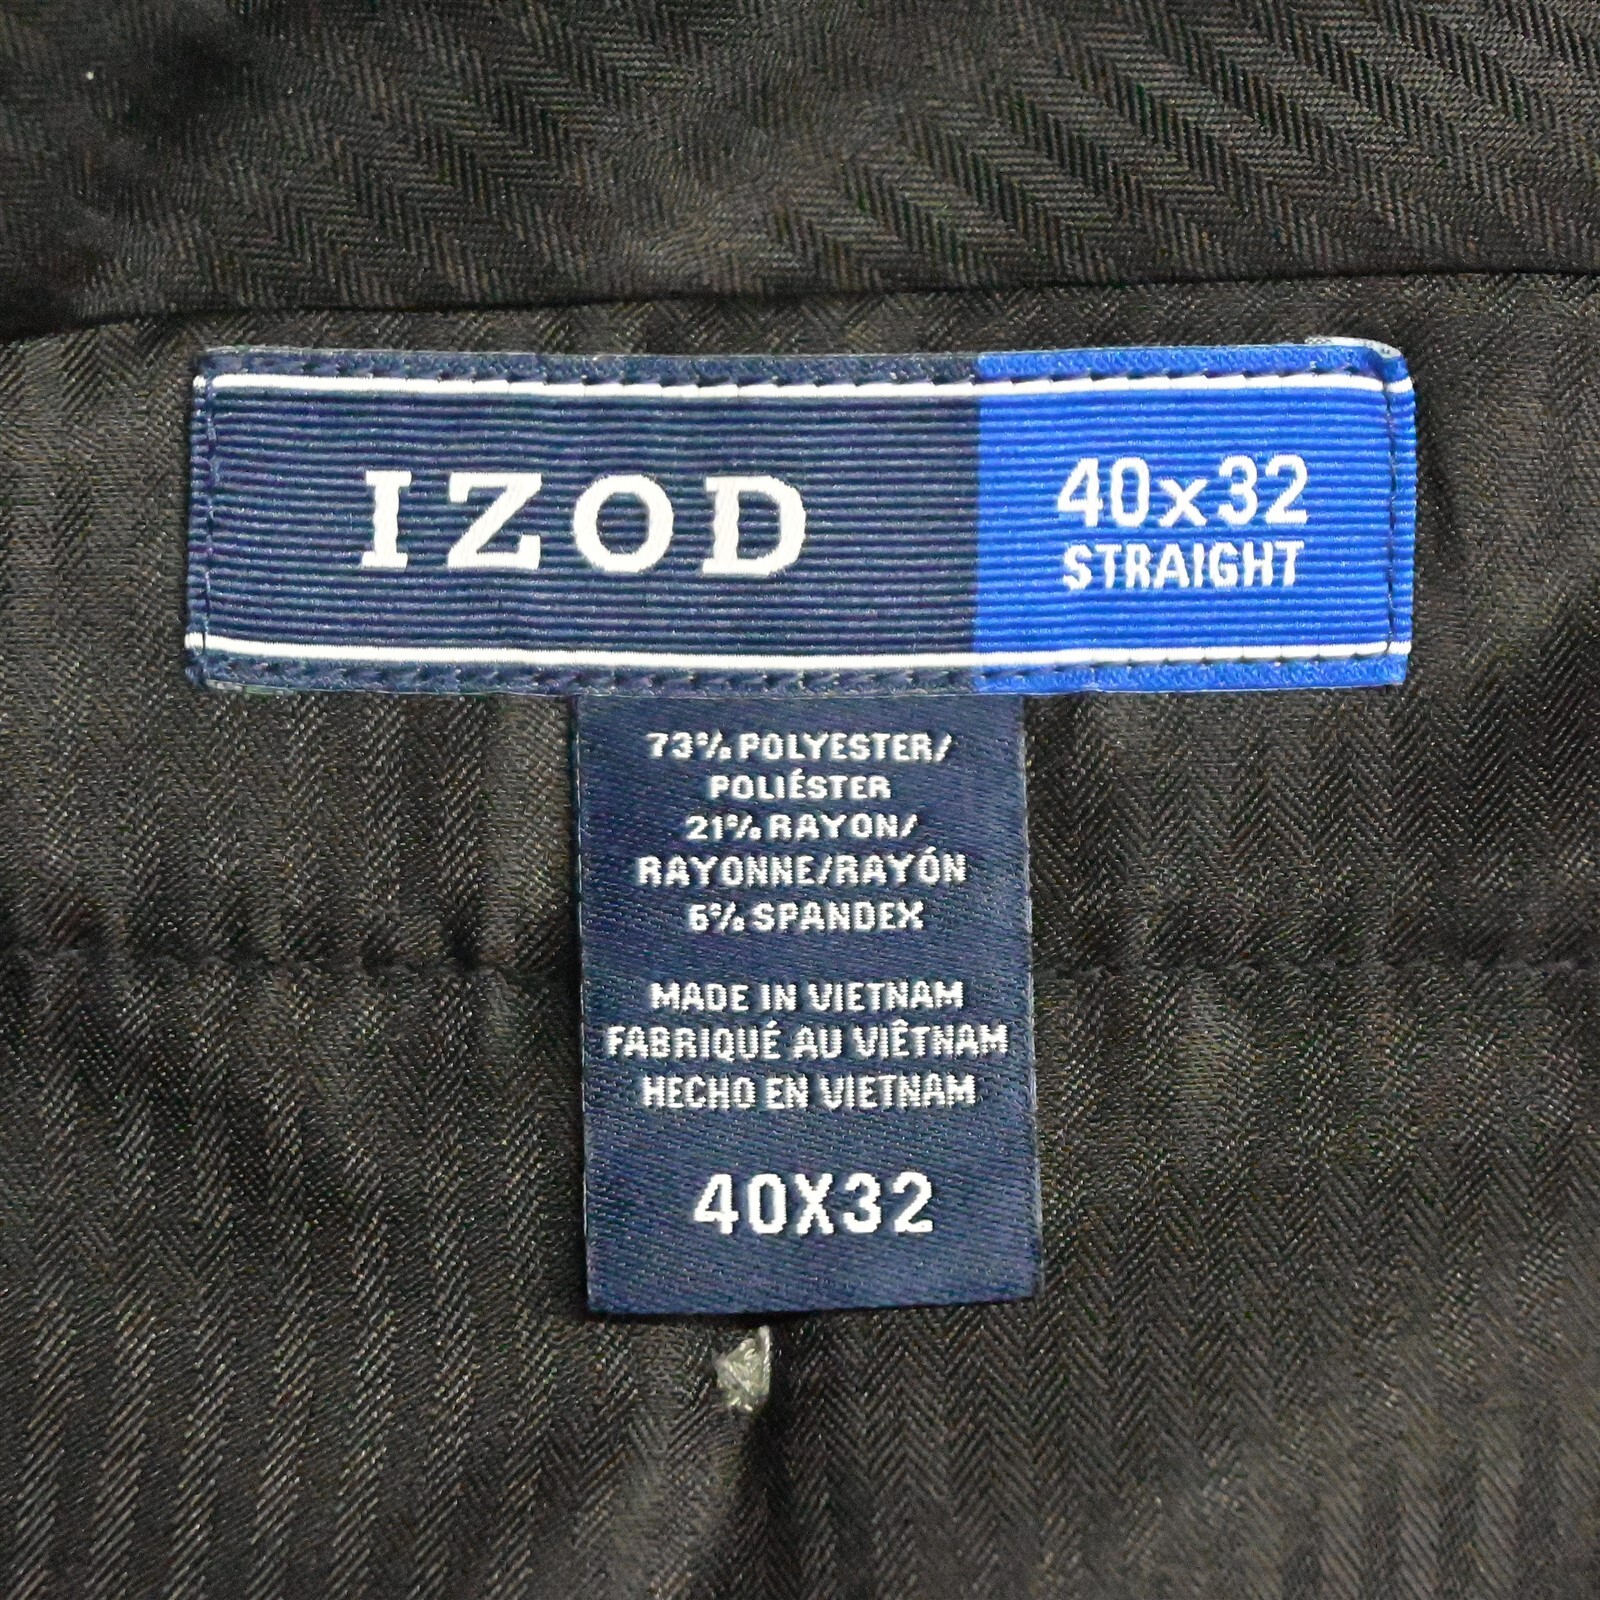 IZOD
40x32
STRAIGHT
73% POLYESTER/
POLIÉSTER
21% RAYON/
RAYONNE/RAYÓN
6% SPANDEX
MADE IN VIETNAM
FABRIQUÉ AU VIÊTNAM
HECHO EN VIETNAM
40X32